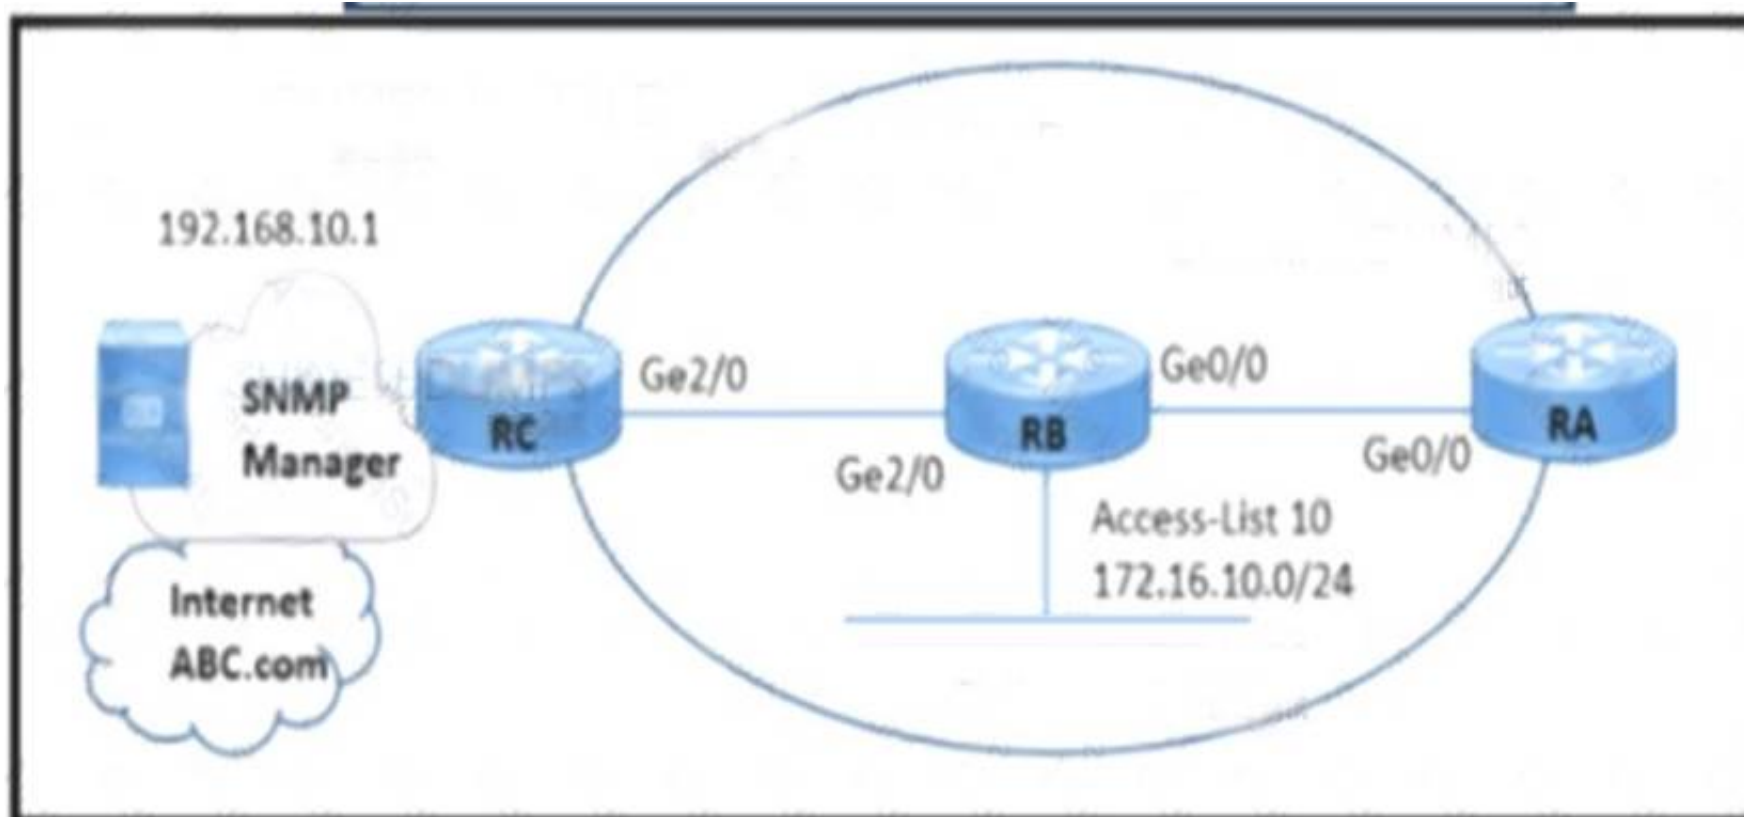 192.168.10.1
SNMP
Manager
Internet
ABC.com
RC
Ge2/0
Ge2/0
RB
Ge0/0
Access-List 10
172.16.10.0/24
Ge0/0
RA